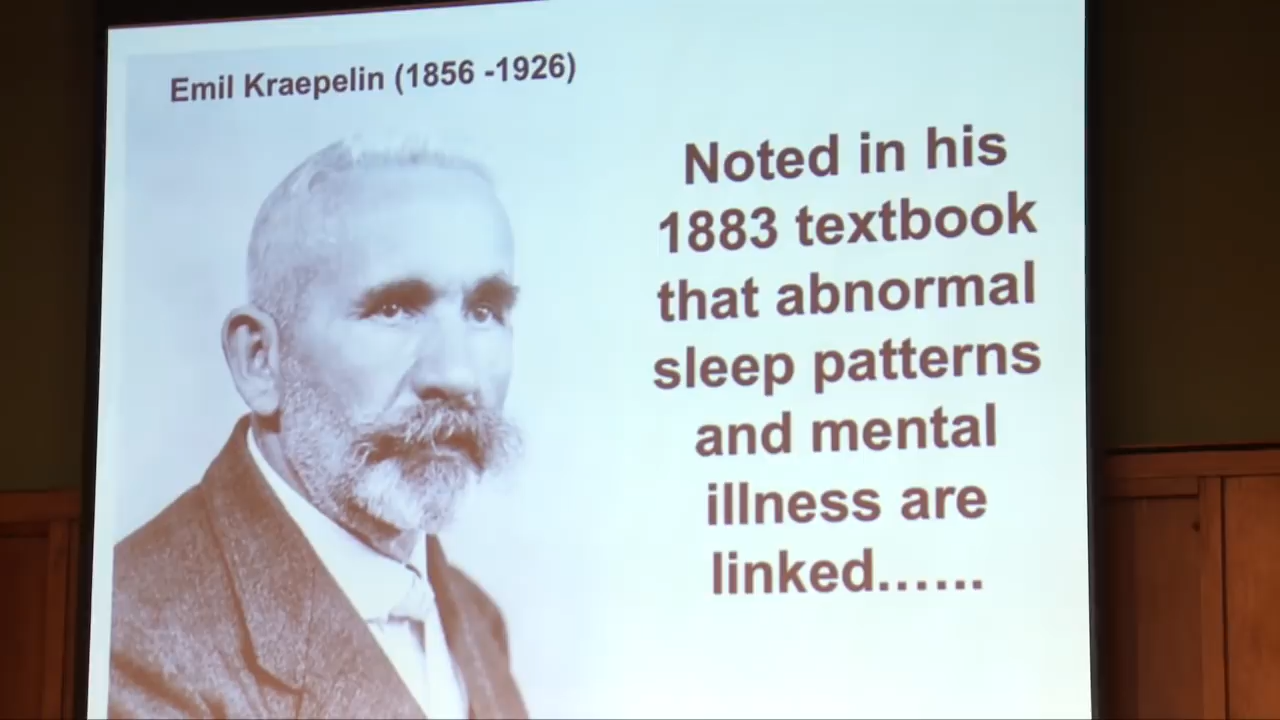 Emil Kraepelin (1856 -1926)
Noted in his
1883 textbook
that abnormal
sleep patterns
and mental
illness are
linked......